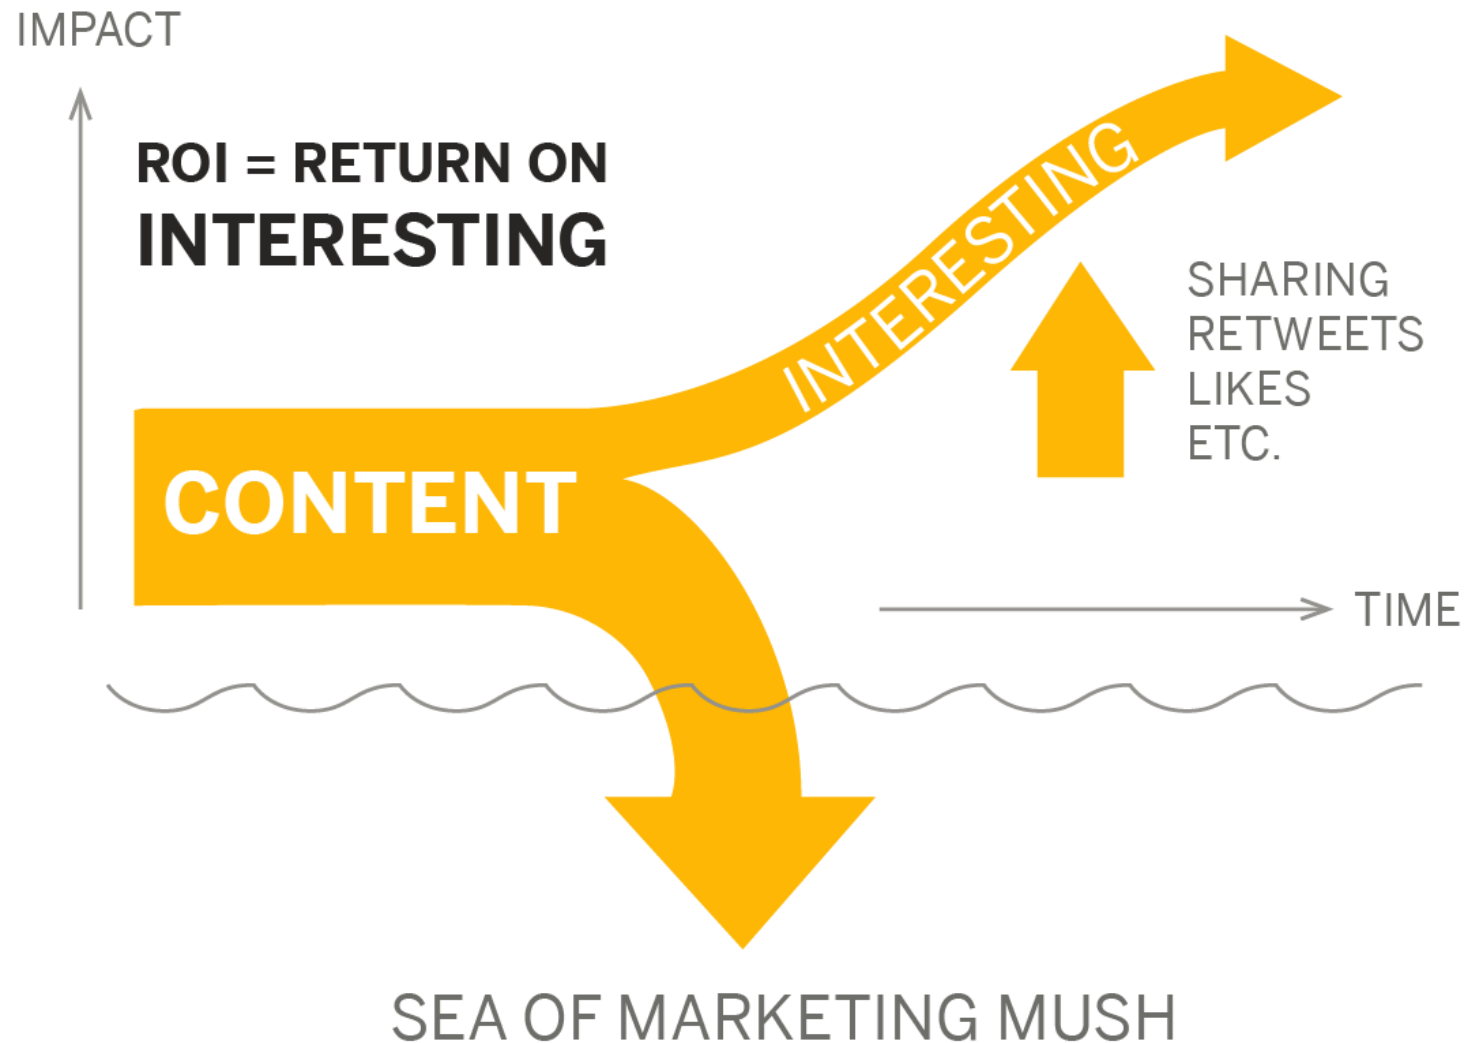 IMPACT
ROI = RETURN ON
INTERESTING
INTERESTING
SHARING
RETWEETS
LIKES
ETC.
CONTENT
TIME
SEA OF MARKETING MUSH